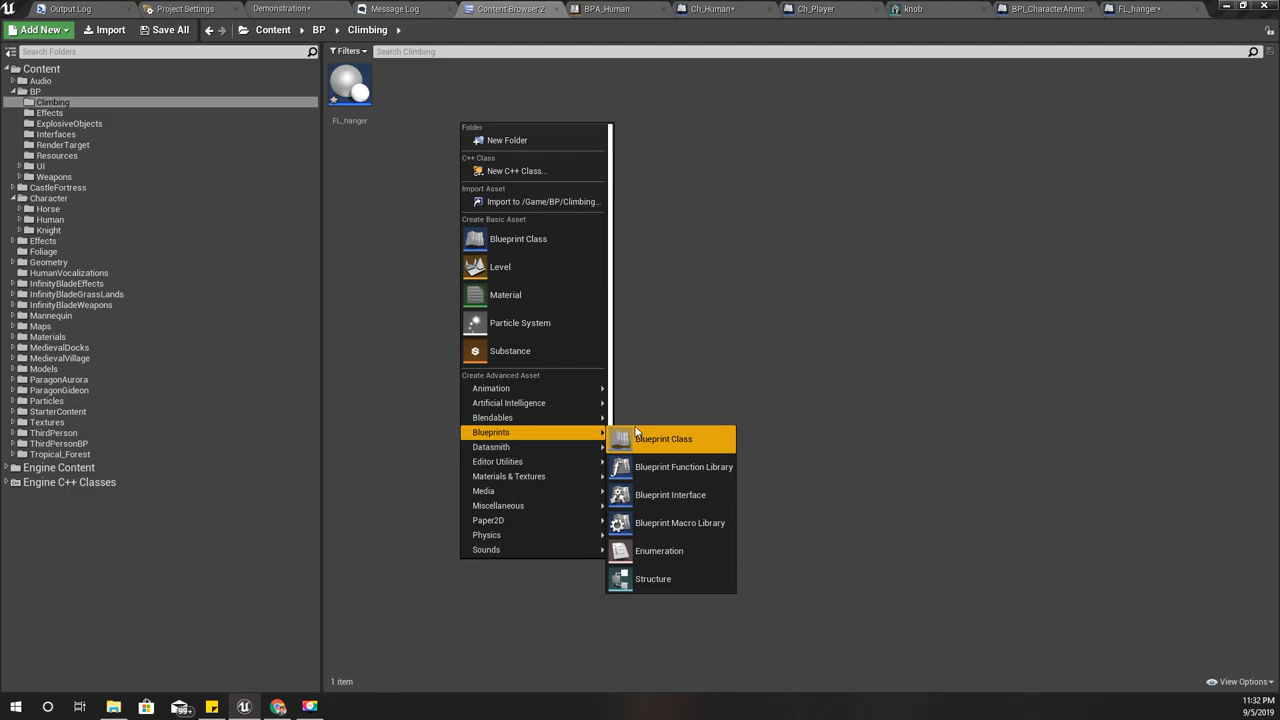 Output Log
Project Settings
Demonstration*
Message Log
Content Browser 2
BPA_Human
Ch_Human*
Ch_Player
knob
BPI_CharacterAnims
FL_hanger*
Add New
Import
Save All
Content
BP
Climbing
Search Folders
Filters
Search Climbing
Content
Audio
BP
Climbing
Effects
ExplosiveObjects
Interfaces
RenderTarget
Resources
UI
Weapons
CastleFortress
Character
Horse
Human
Knight
Effects
Foliage
Geometry
HumanVocalizations
InfinityBladeEffects
InfinityBladeGrassLands
InfinityBladeWeapons
Mannequin
Maps
Materials
MedievalDocks
MedievalVillage
Models
ParagonAurora
ParagonGideon
Particles
StarterContent
Textures
ThirdPerson
ThirdPersonBP
Tropical_Forest
Engine Content
Engine C++ Classes
FL_hanger
Folder
New Folder
C++ Class
New C++ Class...
Import Asset
Import to /Game/BP/Climbing...
Create Basic Asset
Blueprint Class
Level
Material
Particle System
Substance
Create Advanced Asset
Animation
Artificial Intelligence
Blendables
Blueprints
Datasmith
Editor Utilities
Materials & Textures
Media
Miscellaneous
Paper2D
Physics
Sounds
Blueprint Class
Blueprint Function Library
Blueprint Interface
Blueprint Macro Library
Enumeration
Structure
1 item
View Options
99+
11:32 PM
9/5/2019